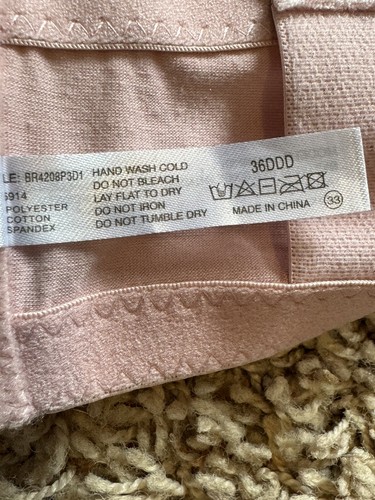 LE: BR4208P3D1 HAND WASH COLD 36DDD
6914 DO NOT BLEACH
POLYESTER LAY FLAT TO DRY
COTTON DO NOT IRON MADE IN CHINA 33
SPANDEX DO NOT TUMBLE DRY